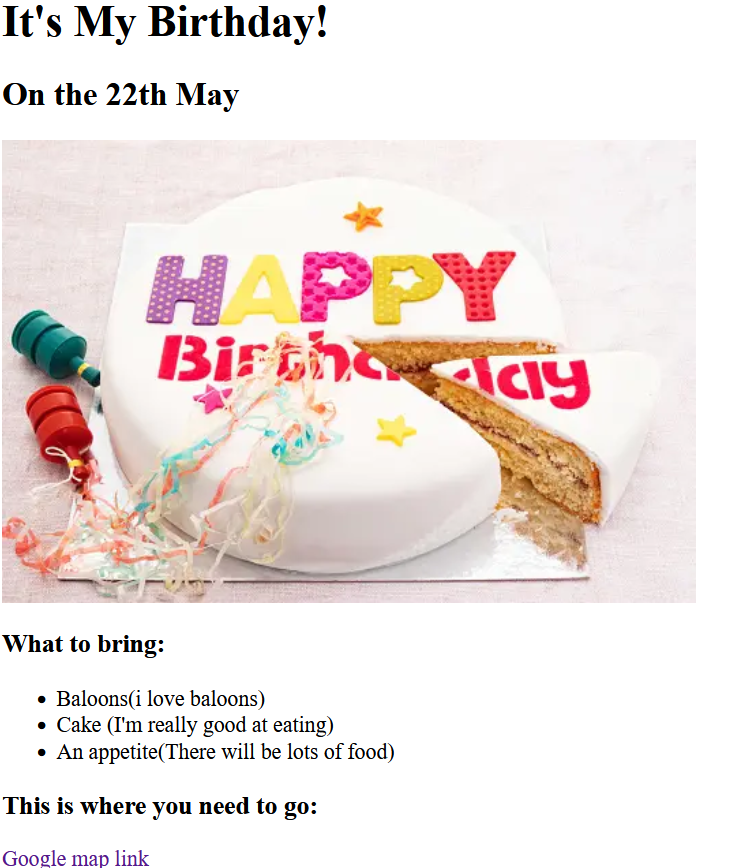 It's My Birthday!
On the 22th May
HAPPY
Birthday
What to bring:
Baloons(i love baloons)
Cake (I'm really good at eating)
An appetite(There will be lots of food)
This is where you need to go:
Google map link